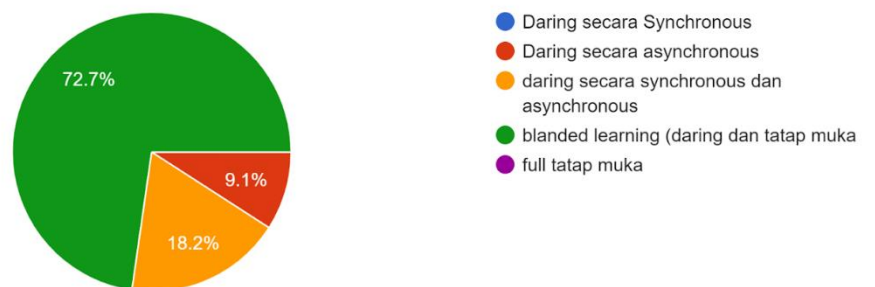 72.7%
9.1%
18.2%
Daring secara Synchronous
Daring secara asynchronous
daring secara synchronous dan
asynchronous
blanded learning (daring dan tatap muka
full tatap muka